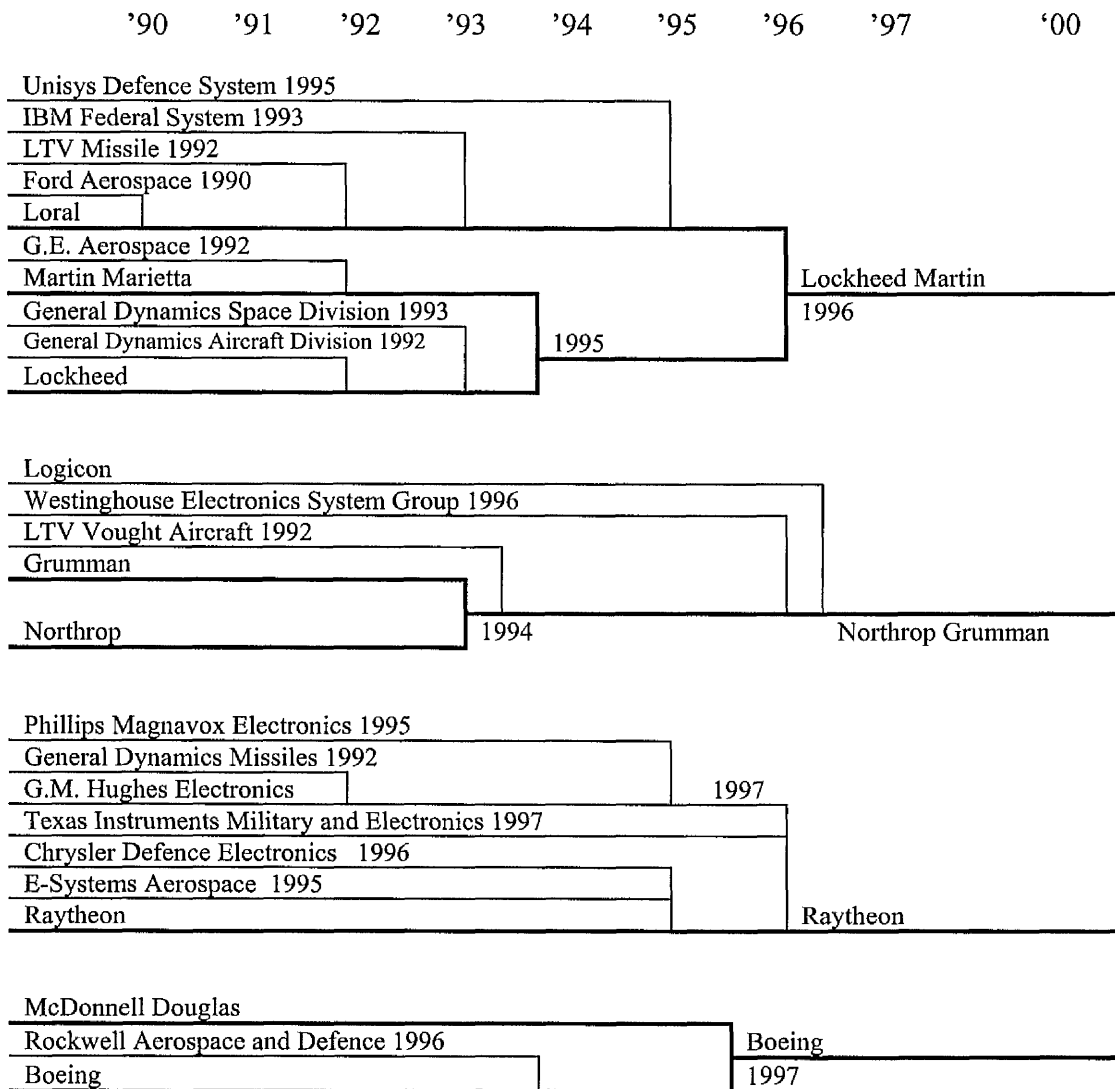 ’90 ’91 ’92 ’93 ’94 ’95 ’96 ’97 ‘00
Unisys Defence System 1995
IBM Federal System 1993
LTV Missile 1992
Ford Aerospace 1990
Loral
G.E. Aerospace 1992
Martin Marietta
Lockheed Martin
General Dynamics Space Division 1993
1996
General Dynamics Aircraft Division 1992
1995
Lockheed
Logicon
Westinghouse Electronics System Group 1996
LTV Vought Aircraft 1992
Grumman
Northrop
1994
Northrop Grumman
Phillips Magnavox Electronics 1995
General Dynamics Missiles 1992
G.M. Hughes Electronics
1997
Texas Instruments Military and Electronics 1997
Chrysler Defence Electronics 1996
E-Systems Aerospace 1995
Raytheon
Raytheon
McDonnell Douglas
Rockwell Aerospace and Defence 1996
Boeing
Boeing
1997